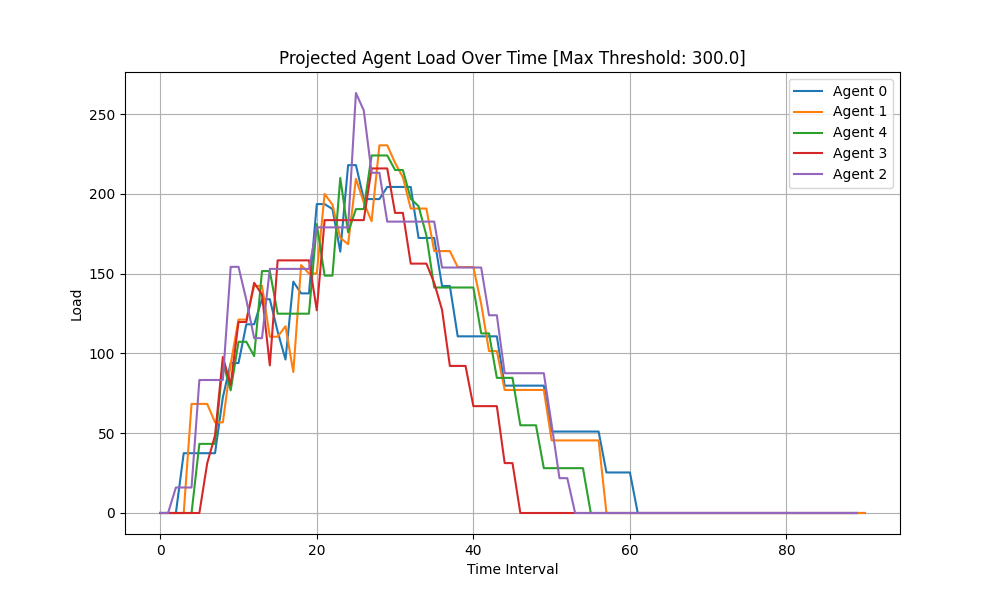 Projected Agent Load Over Time [Max Threshold: 300.0]
Agent 0
Agent 1
Agent 4
Agent 3
Agent 2
Load
250
200
150
100
50
0
0 20 40 60 80
Time Interval